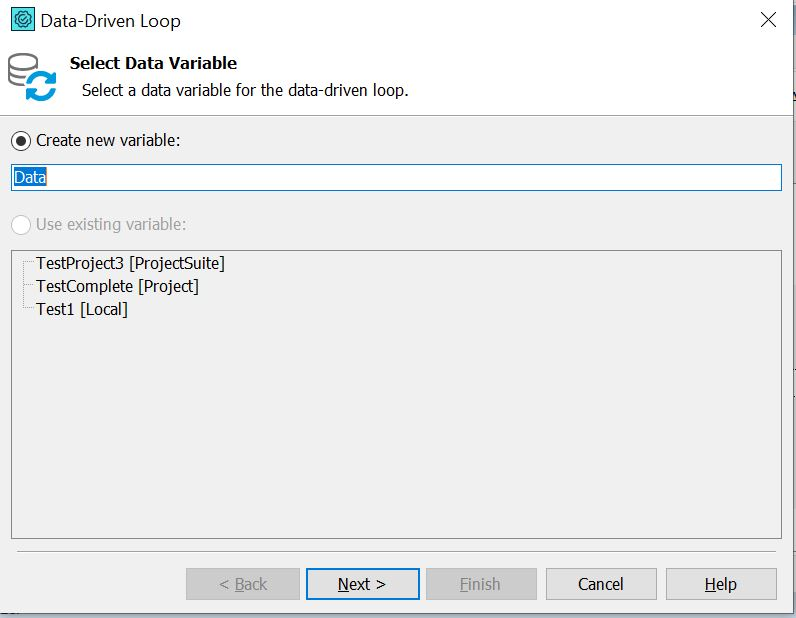 Data-Driven Loop
Select Data Variable
Select a data variable for the data-driven loop.
Create new variable:
Data
Use existing variable:
TestProject3 [ProjectSuite]
TestComplete [Project]
Test1 [Local]
< Back
Next >
Finish
Cancel
Help